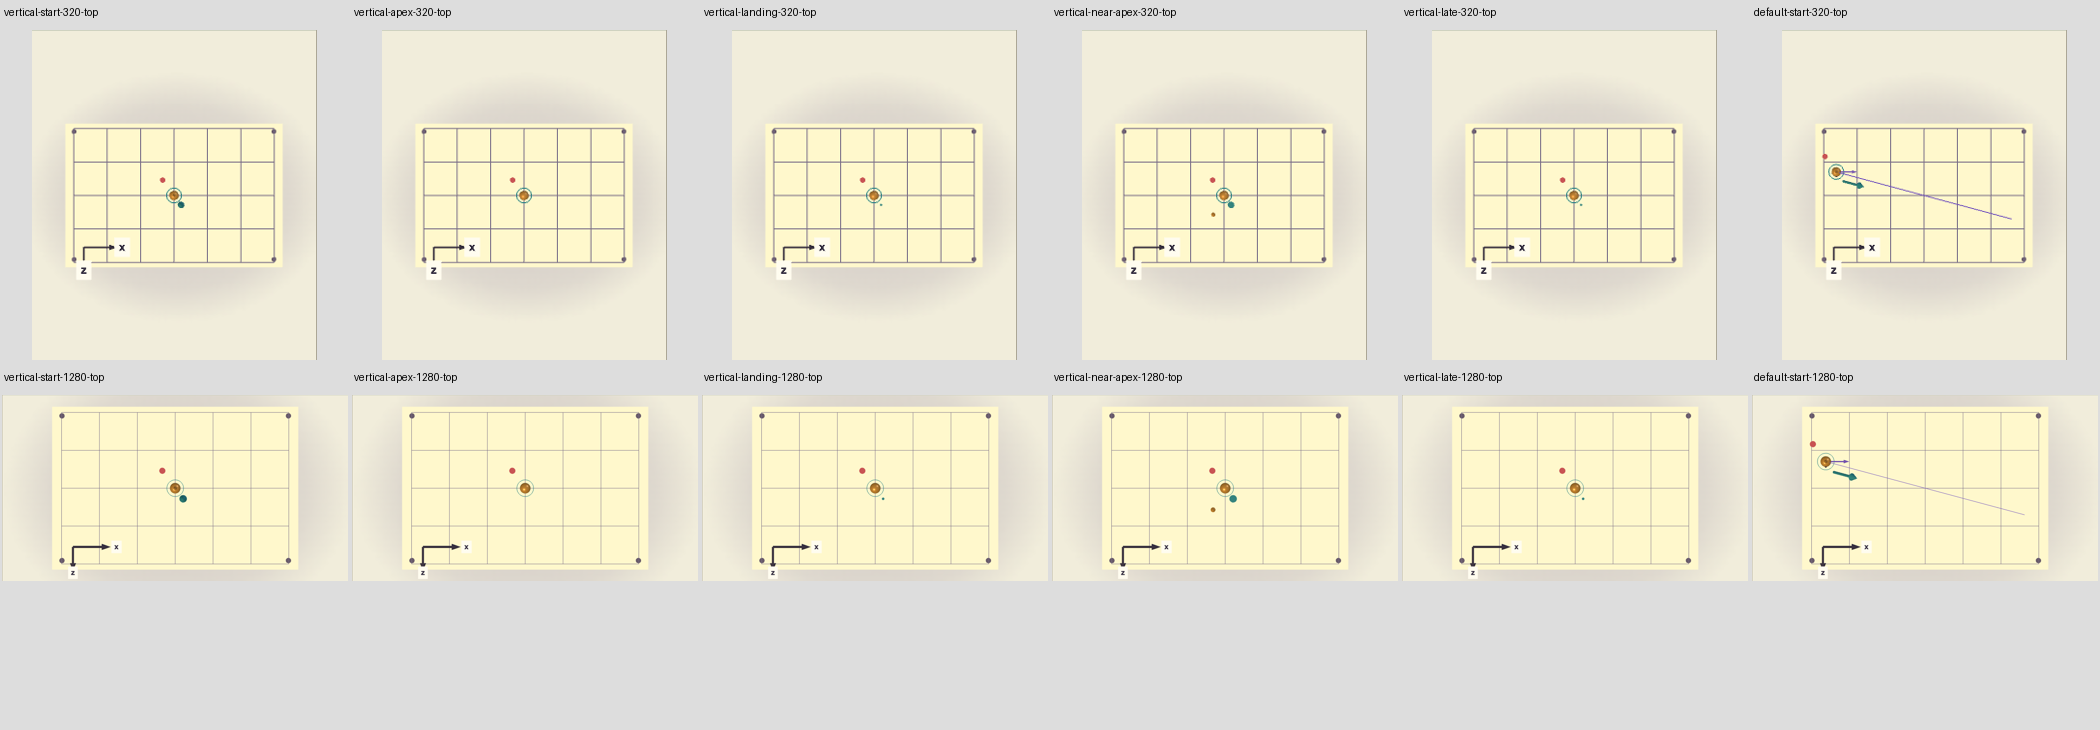 vertical-start-320-top
vertical-apex-320-top
vertical-landing-320-top
vertical-near-apex-320-top
vertical-late-320-top
default-start-320-top
x
x
x
x
x
x
z
z
z
z
z
z
vertical-start-1280-top
vertical-apex-1280-top
vertical-landing-1280-top
vertical-near-apex-1280-top
vertical-late-1280-top
default-start-1280-top
x
x
x
x
x
x
z
z
z
z
z
z